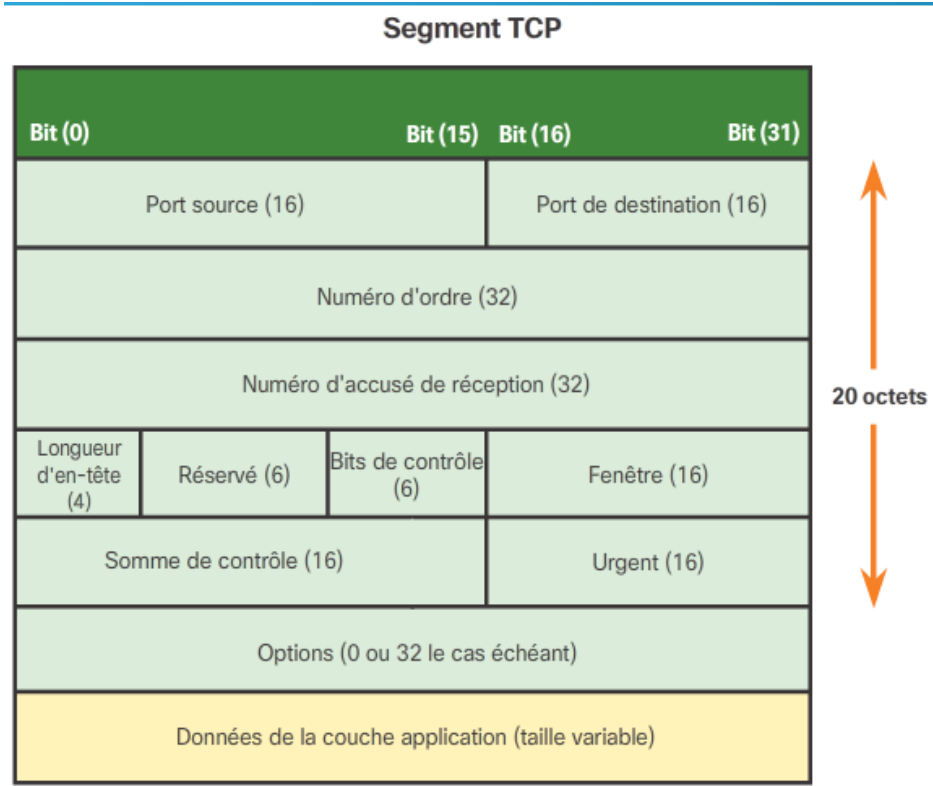 Segment TCP
Bit (0)
Bit (15)
Bit (16)
Bit (31)
Port source (16)
Port de destination (16)
Numéro d'ordre (32)
Numéro d'accusé de réception (32)
20 octets
Longueur
d'en-tête
(4)
Réservé (6)
Bits de contrôle
(6)
Fenêtre (16)
Somme de contrôle (16)
Urgent (16)
Options (0 ou 32 le cas échéant)
Données de la couche application (taille variable)